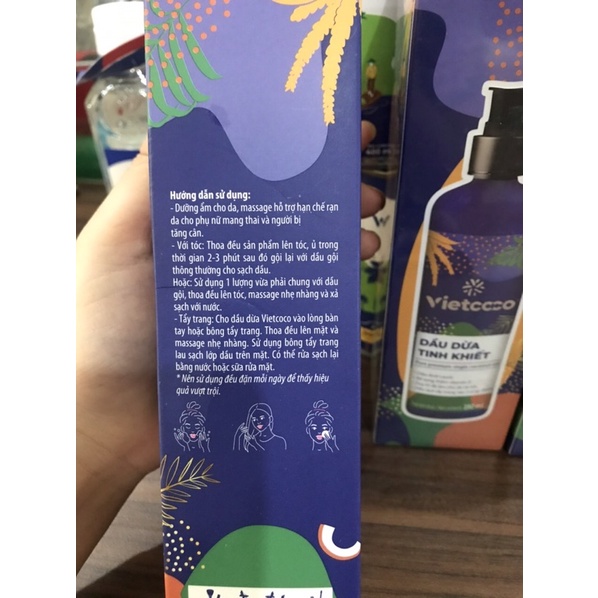 Hướng dẫn sử dụng:
- Dưỡng ẩm cho da, massage hỗ trợ hạn chế rạn
da cho phụ nữ mang thai và người bị
tăng cân.
- Với tóc: Thoa đều sản phẩm lên tóc, ủ trong
thời gian 2-3 phút sau đó gội lại với dầu gội
thông thường cho sạch dầu.
Hoặc: Sử dụng 1 lượng vừa phải chung với dầu
gội, thoa đều lên tóc, massage nhẹ nhàng và xả
sạch với nước.
- Tẩy trang: Cho dầu dừa Vietcoco vào lòng bàn
tay hoặc bông tẩy trang. Thoa đều lên mặt và
massage nhẹ nhàng. Sử dụng bông tẩy trang
lau sạch lớp dầu trên mặt. Có thể rửa sạch lại
bằng nước hoặc sữa rửa mặt.
* Nên sử dụng đều đặn mỗi ngày để thấy hiệu
quả vượt trội.
Vietcoco
DẦU DỪA
TINH KHIẾT